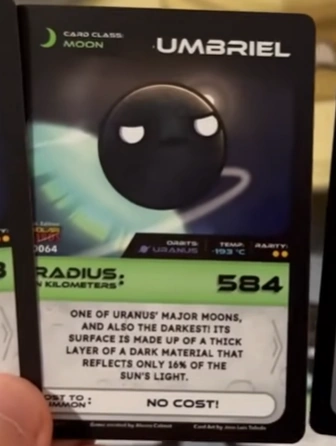 CARD CLASS:
MOON
UMBRIEL
0064
ORBITS:
URANUS
TEMP:
-193 °C
RARITY:
RADIUS:
584
ONE OF URANUS' MAJOR MOONS,
AND ALSO THE DARKEST! ITS
SURFACE IS MADE UP OF A THICK
LAYER OF A DARK MATERIAL THAT
REFLECTS ONLY 16% OF THE
SUN'S LIGHT.
NO COST!